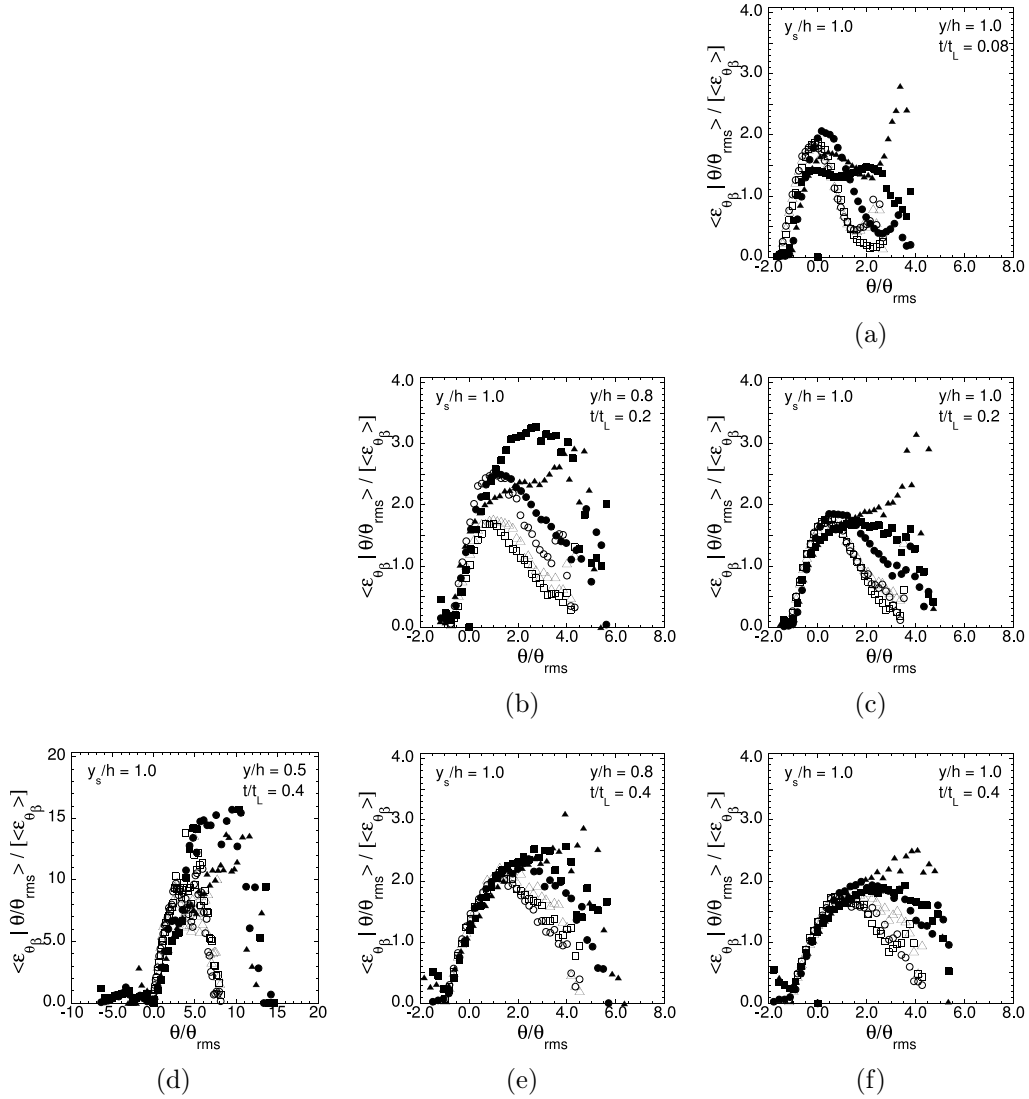 y_s/h = 1.0
y/h = 1.0
t/t_L = 0.08
<ε_θβ | θ/θ_rms> / [<ε_θβ>]
4.0
3.0
2.0
1.0
0.0
-2.0 0.0 2.0 4.0 6.0 8.0
θ/θ_rms
(a)
y_s/h = 1.0
y/h = 0.8
t/t_L = 0.2
<ε_θβ | θ/θ_rms> / [<ε_θβ>]
4.0
3.0
2.0
1.0
0.0
-2.0 0.0 2.0 4.0 6.0 8.0
θ/θ_rms
(b)
y_s/h = 1.0
y/h = 1.0
t/t_L = 0.2
<ε_θβ | θ/θ_rms> / [<ε_θβ>]
4.0
3.0
2.0
1.0
0.0
-2.0 0.0 2.0 4.0 6.0 8.0
θ/θ_rms
(c)
y_s/h = 1.0
y/h = 0.5
t/t_L = 0.4
<ε_θβ | θ/θ_rms> / [<ε_θβ>]
20
15
10
5.0
0.0
-10 -5.0 0.0 5.0 10 15 20
θ/θ_rms
(d)
y_s/h = 1.0
y/h = 0.8
t/t_L = 0.4
<ε_θβ | θ/θ_rms> / [<ε_θβ>]
4.0
3.0
2.0
1.0
0.0
-2.0 0.0 2.0 4.0 6.0 8.0
θ/θ_rms
(e)
y_s/h = 1.0
y/h = 1.0
t/t_L = 0.4
<ε_θβ | θ/θ_rms> / [<ε_θβ>]
4.0
3.0
2.0
1.0
0.0
-2.0 0.0 2.0 4.0 6.0 8.0
θ/θ_rms
(f)